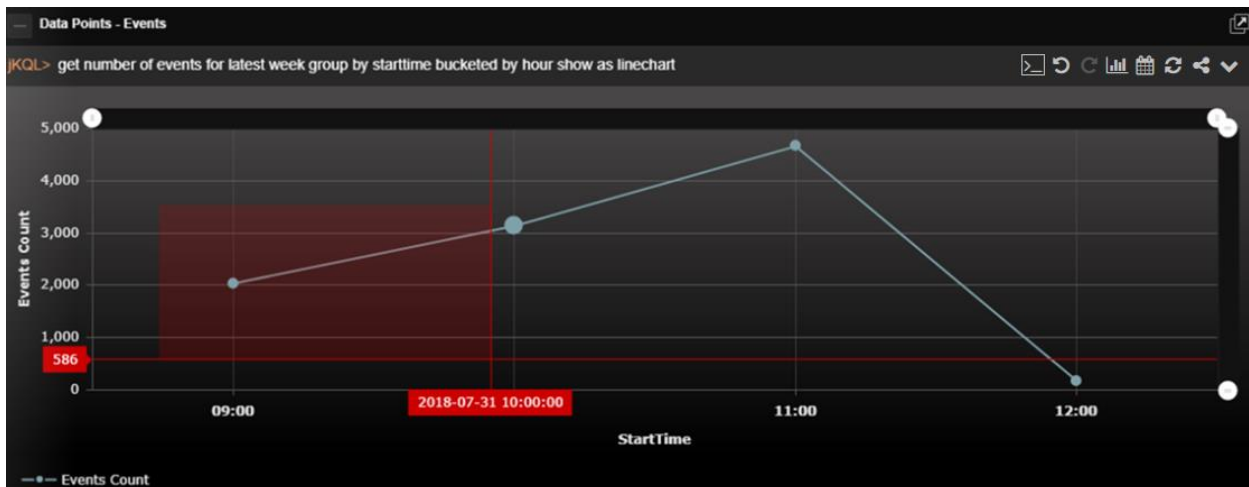 Data Points - Events
jKQL> get number of events for latest week group by starttime bucketed by hour show as linechart
5,000
4,000
3,000
2,000
1,000
586
0
Events Count
09:00
2018-07-31 10:00:00
11:00
12:00
StartTime
Events Count